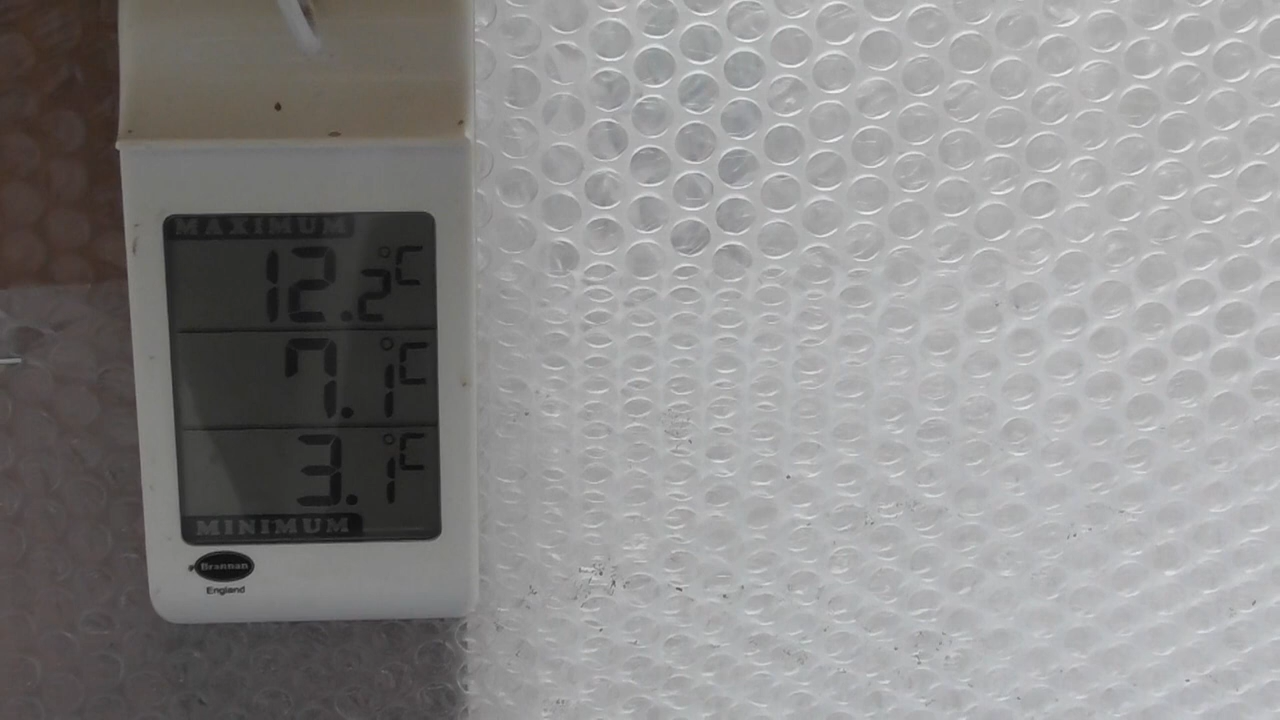 MAXIMUM
12.2°C
7.1°C
3.1°C
MINIMUM
Brannan
England